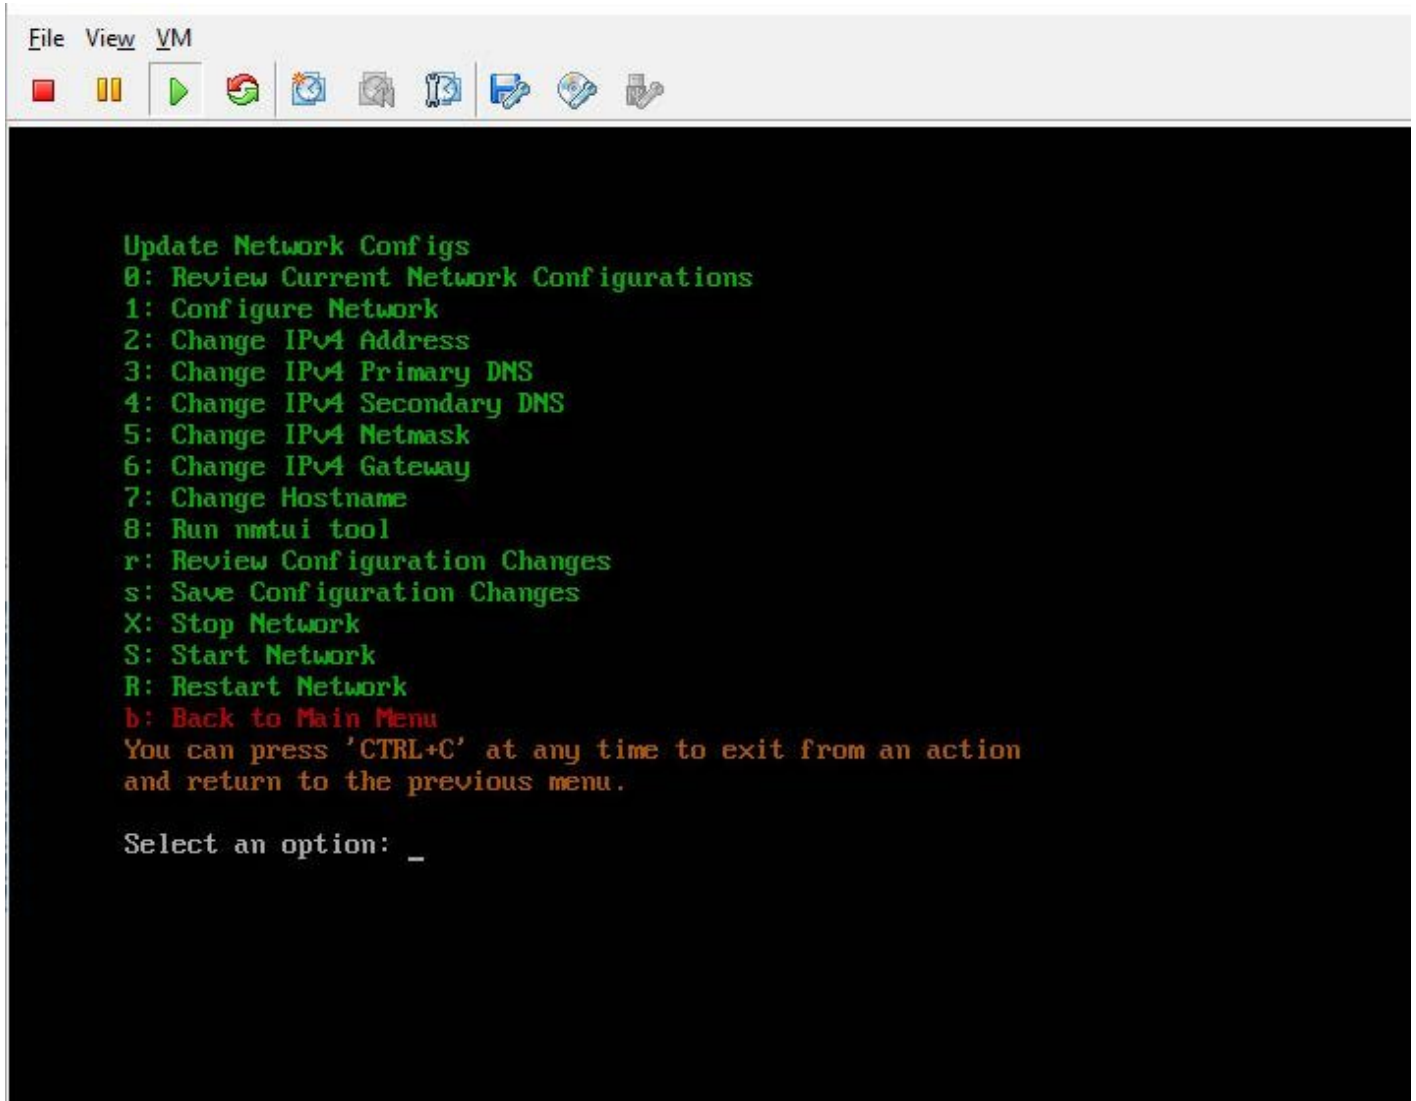 File View VM
Update Network Configs
0: Review Current Network Configurations
1: Configure Network
2: Change IPv4 Address
3: Change IPv4 Primary DNS
4: Change IPv4 Secondary DNS
5: Change IPv4 Netmask
6: Change IPv4 Gateway
7: Change Hostname
8: Run nmtui tool
r: Review Configuration Changes
s: Save Configuration Changes
X: Stop Network
S: Start Network
R: Restart Network
b: Back to Main Menu
You can press 'CTRL+C' at any time to exit from an action
and return to the previous menu.
Select an option: _